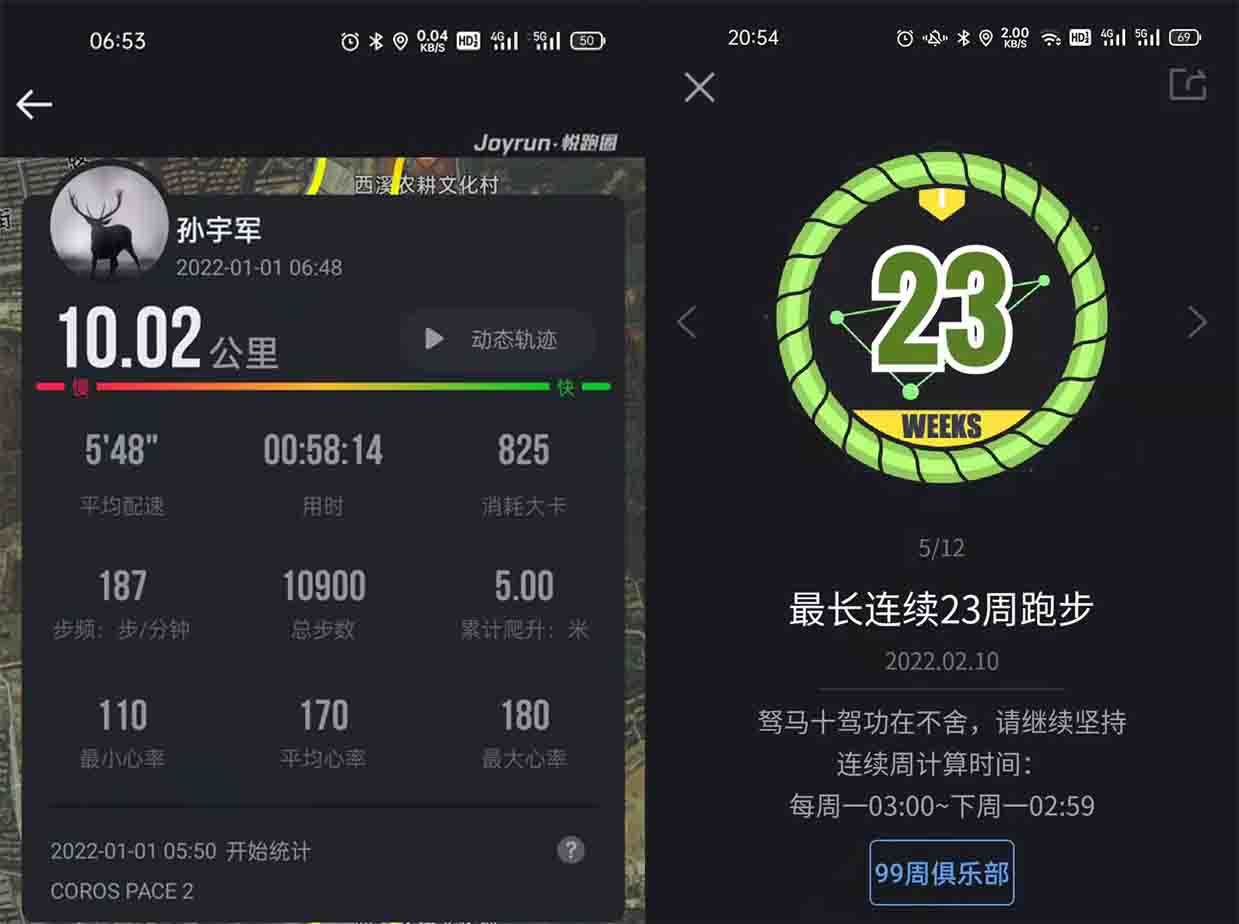 06:53
0.04
KB/S
HD
4G
5G
50
Joyrun·悦跑圈
西溪农耕文化村
街
孙宇军
2022-01-01 06:48
10.02 公里
动态轨迹
慢
快
5'48"
00:58:14
825
平均配速
用时
消耗大卡
187
10900
5.00
步频：步/分钟
总步数
累计爬升：米
110
170
180
最小心率
平均心率
最大心率
2022-01-01 05:50 开始统计
?
COROS PACE 2
20:54
2.00
KB/S
HD
4G
5G
69
23
WEEKS
5/12
最长连续23周跑步
2022.02.10
驽马十驾功在不舍，请继续坚持
连续周计算时间：
每周一03:00~下周一02:59
99周俱乐部